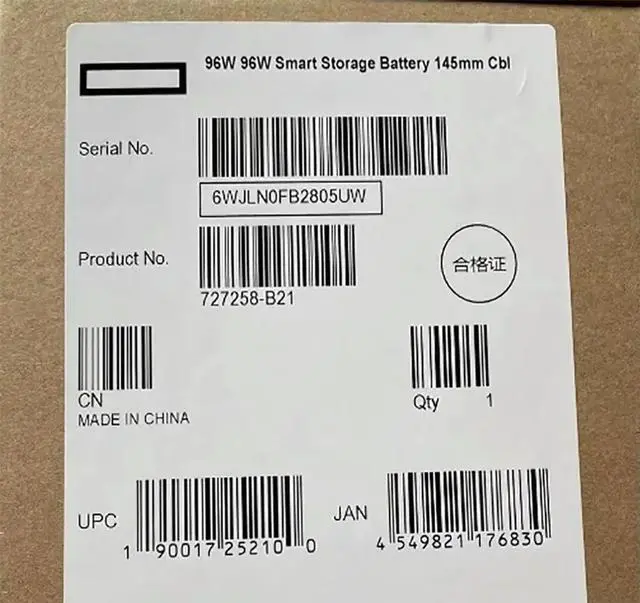 96W 96W Smart Storage Battery 145mm Cbl
Serial No.
6WJLN0FB2805UW
Product No.
727258-B21
合格证
CN
MADE IN CHINA
Qty 1
UPC
1 90017 25210 0
JAN
4 549821 176830